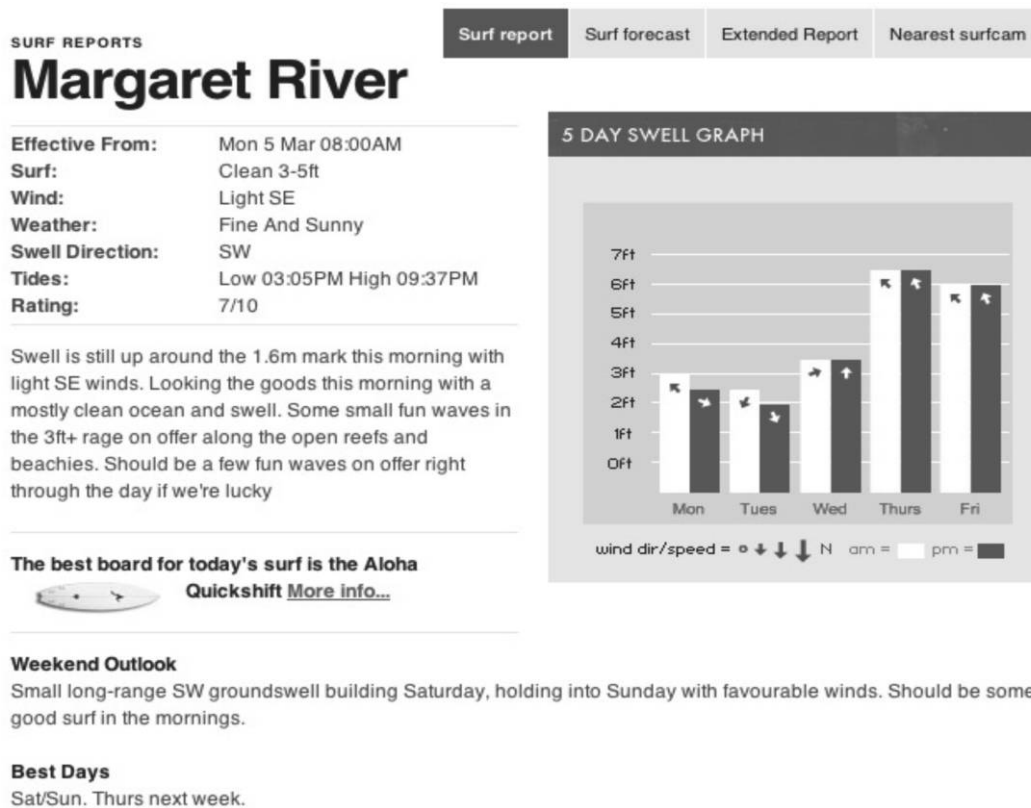 Surf report Surf forecast Extended Report Nearest surfcam
SURF REPORTS
Margaret River
Effective From: Mon 5 Mar 08:00AM
Surf: Clean 3-5ft
Wind: Light SE
Weather: Fine And Sunny
Swell Direction: SW
Tides: Low 03:05PM High 09:37PM
Rating: 7/10
Swell is still up around the 1.6m mark this morning with
light SE winds. Looking the goods this morning with a
mostly clean ocean and swell. Some small fun waves in
the 3ft+ rage on offer along the open reefs and
beachies. Should be a few fun waves on offer right
through the day if we're lucky
The best board for today's surf is the Aloha
Quickshift More info...
5 DAY SWELL GRAPH
7ft
6ft
5ft
4ft
3ft
2ft
1ft
0ft
Mon Tues Wed Thurs Fri
wind dir/speed = N am = pm =
Weekend Outlook
Small long-range SW groundswell building Saturday, holding into Sunday with favourable winds. Should be some
good surf in the mornings.
Best Days
Sat/Sun. Thurs next week.